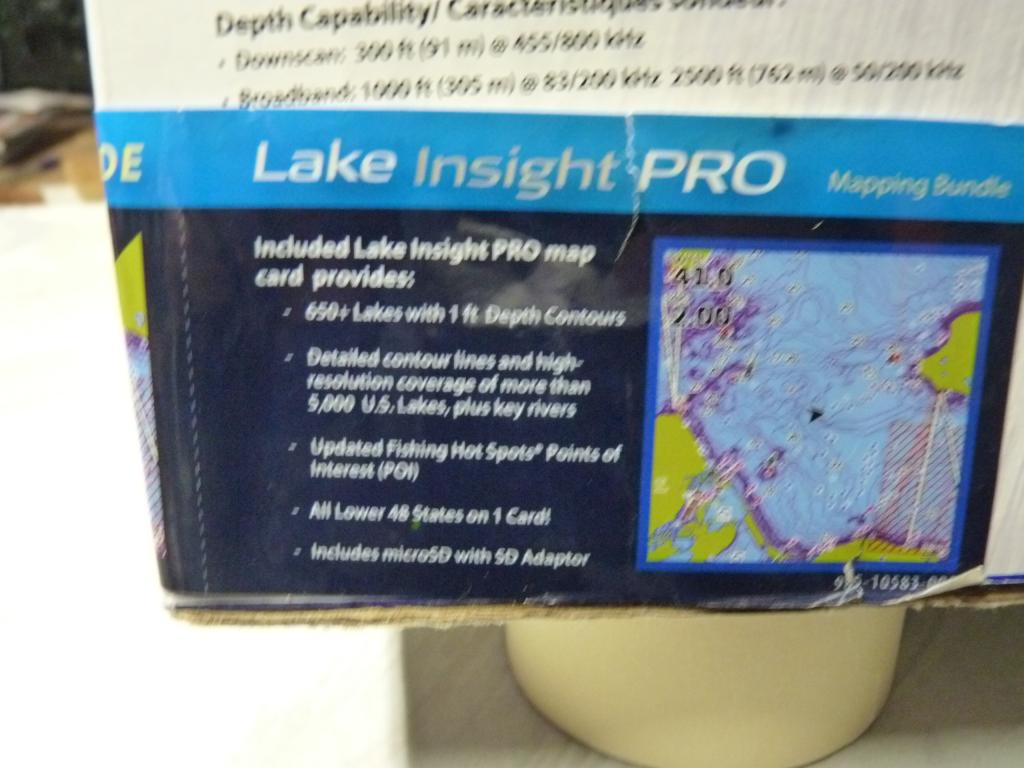 Depth Capability/ Caractéristiques sondeur:
Downscan: 300 ft (91 m) @ 455/800 kHz
Broadband: 1000 ft (305 m) @ 83/200 kHz 2500 ft (762 m) @ 50/200 kHz
DE
Lake Insight PRO Mapping Bundle
Included Lake Insight PRO map
card provides:
650+ Lakes with 1 ft Depth Contours
Detailed contour lines and high-
resolution coverage of more than
5,000 U.S. Lakes, plus key rivers
Updated Fishing Hot Spots® Points of
Interest (POI)
All Lower 48 States on 1 Card!
Includes microSD with SD Adaptor
41.0
2.00